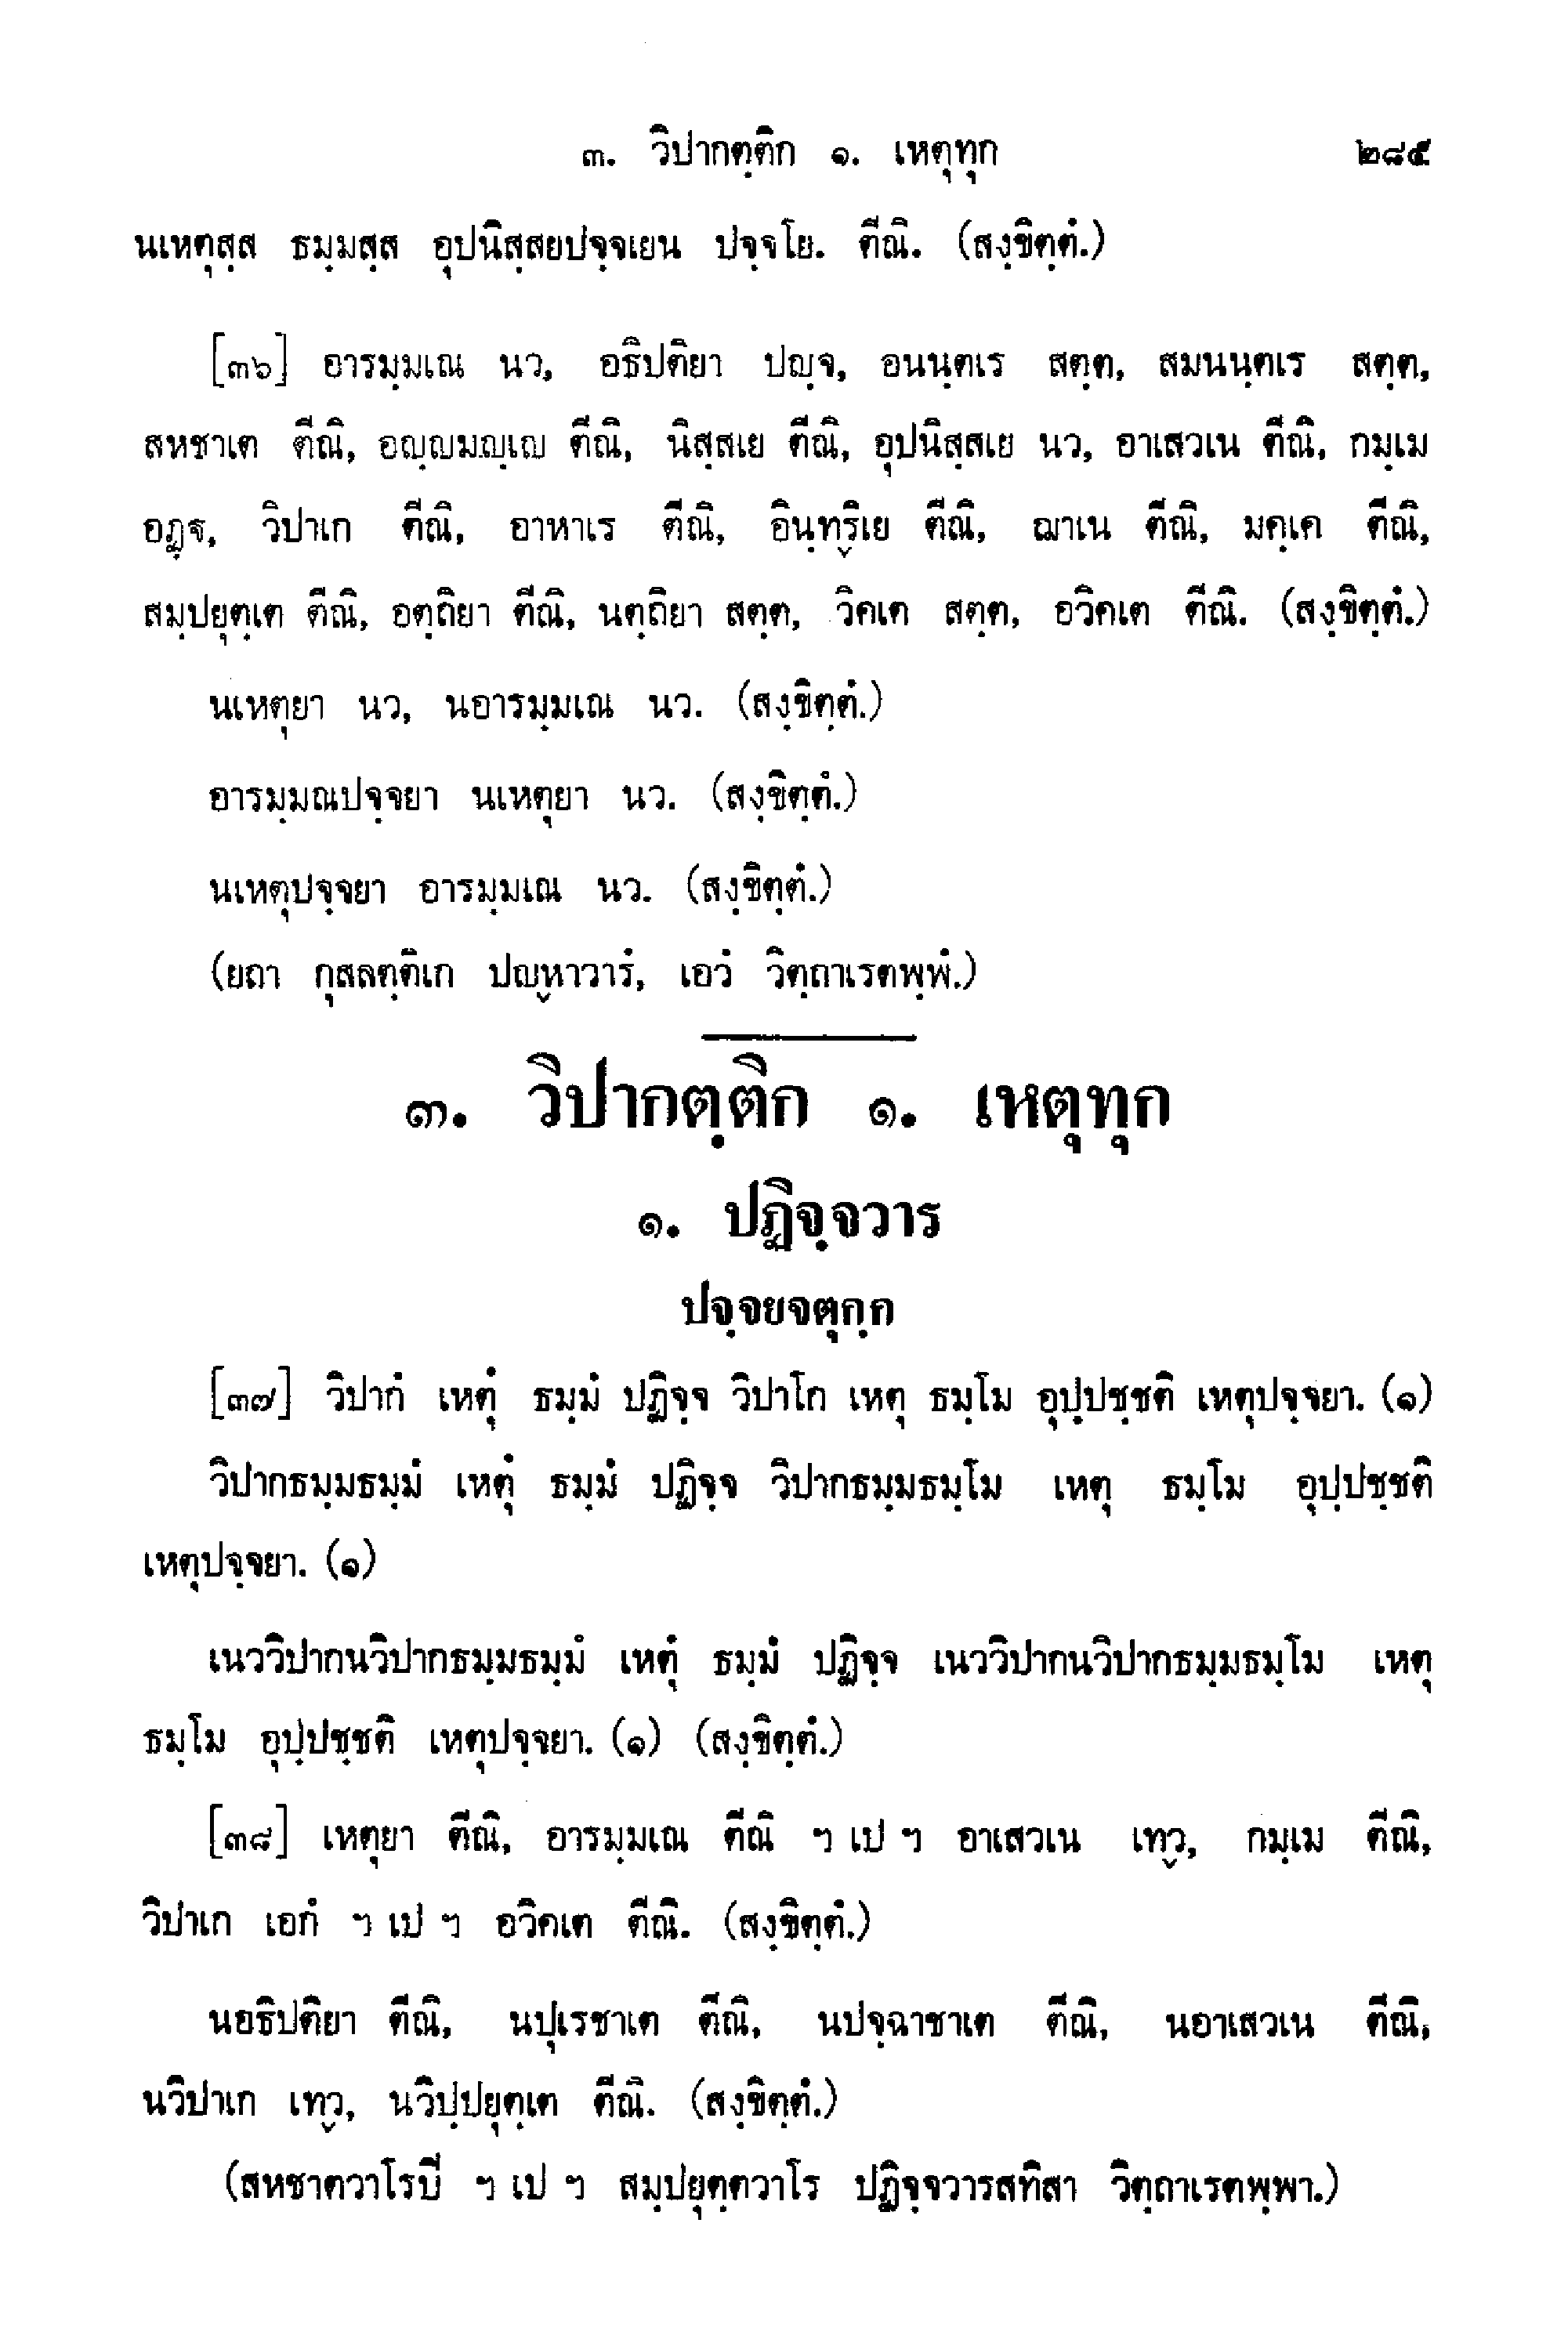 ๓. วิปากตฺติก ๑. เหตุทุก ๒๘๕
นเหตุสฺส ธมฺมสฺส อุปนิสฺสยปจฺจเยน ปจฺจโย. ตีณิ. (สงฺขิตฺตํ.)
[๓๖] อารมฺมเณ นว, อธิปติยา ปญฺจ, อนนฺตเร สตฺต, สมนนฺตเร สตฺต,
สหชาเต ตีณิ, อญฺญมญฺเญ ตีณิ, นิสฺสเย ตีณิ, อุปนิสฺสเย นว, อาเสวเน ตีณิ, กมฺเม
อฏฺฐ, วิปาเก ตีณิ, อาหาเร ตีณิ, อินฺทฺริเย ตีณิ, ฌาเน ตีณิ, มคฺเค ตีณิ,
สมฺปยุตฺเต ตีณิ, อตฺถิยา ตีณิ, นตฺถิยา สตฺต, วิคเต สตฺต, อวิคเต ตีณิ. (สงฺขิตฺตํ.)
นเหตุยา นว, นอารมฺมเณ นว. (สงฺขิตฺตํ.)
อารมฺมณปจฺจยา นเหตุยา นว. (สงฺขิตฺตํ.)
นเหตุปจฺจยา อารมฺมเณ นว. (สงฺขิตฺตํ.)
(ยถา กุสลตฺติเก ปญฺหาวารํ, เอวํ วิตฺถาเรตพฺพํ.)
๓. วิปากตฺติก ๑. เหตุทุก
๑. ปฏิจฺจวาร
ปจฺจยจตุกฺก
[๓๗] วิปากํ เหตุํ ธมฺมํ ปฏิจฺจ วิปาโก เหตุ ธมฺโม อุปฺปชฺชติ เหตุปจฺจยา. (๑)
วิปากธมฺมธมฺมํ เหตุํ ธมฺมํ ปฏิจฺจ วิปากธมฺมธมฺโม เหตุ ธมฺโม อุปฺปชฺชติ
เหตุปจฺจยา. (๑)
เนววิปากนวิปากธมฺมธมฺมํ เหตุํ ธมฺมํ ปฏิจฺจ เนววิปากนวิปากธมฺมธมฺโม เหตุ
ธมฺโม อุปฺปชฺชติ เหตุปจฺจยา. (๑) (สงฺขิตฺตํ.)
[๓๘] เหตุยา ตีณิ, อารมฺมเณ ตีณิ ฯ เป ฯ อาเสวเน เทฺว, กมฺเม ตีณิ,
วิปาเก เอกํ ฯ เป ฯ อวิคเต ตีณิ. (สงฺขิตฺตํ.)
นอธิปติยา ตีณิ, นปุเรชาเต ตีณิ, นปจฺฉาชาเต ตีณิ, นอาเสวเน ตีณิ,
นวิปาเก เทฺว, นวิปฺปยุตฺเต ตีณิ. (สงฺขิตฺตํ.)
(สหชาตวาโรปิ ฯ เป ฯ สมฺปยุตฺตวาโร ปฏิจฺจวารสทิสา วิตฺถาเรตพฺพา.)